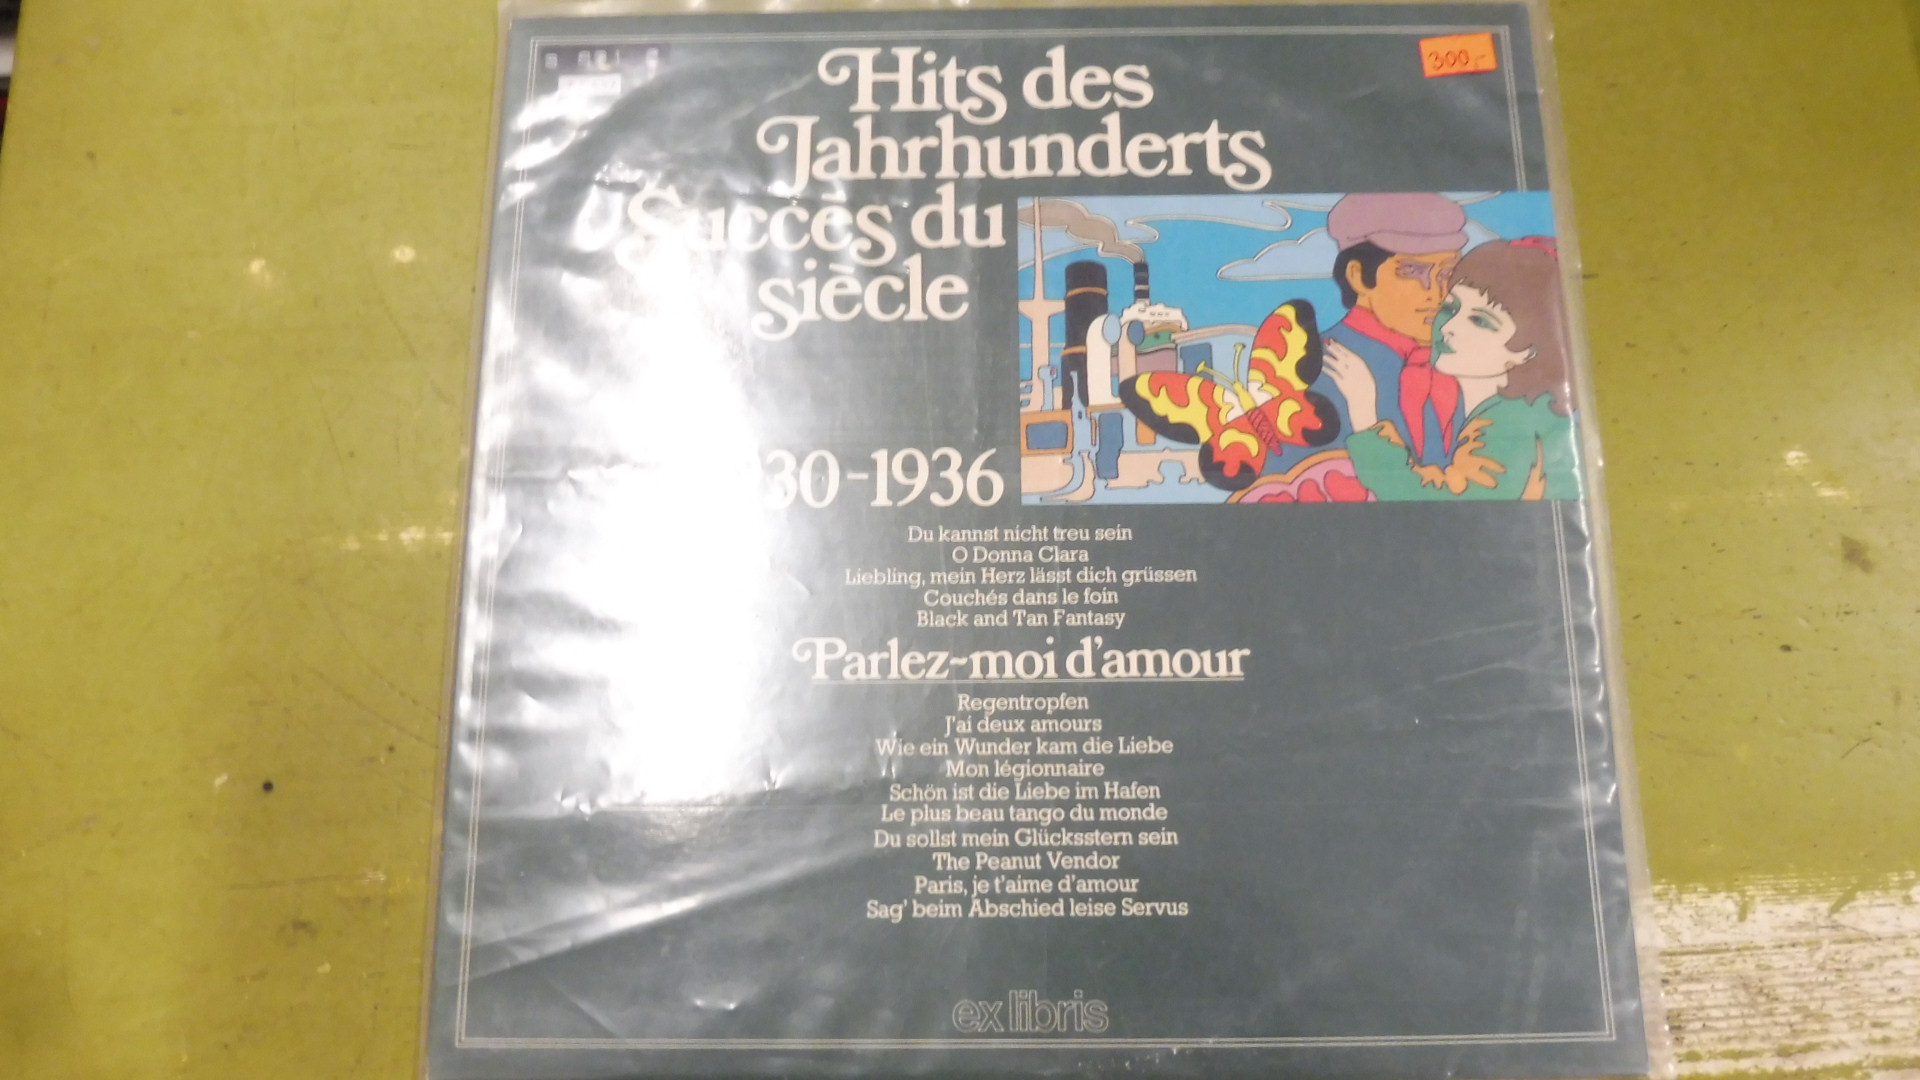 Hits des
Jahrhunderts
Succès du
siècle
300,-
30-1936
Du kannst nicht treu sein
O Donna Clara
Liebling, mein Herz lässt dich grüssen
Couchés dans le foin
Black and Tan Fantasy
Parlez-moi d'amour
Regentropfen
J'ai deux amours
Wie ein Wunder kam die Liebe
Mon légionnaire
Schön ist die Liebe im Hafen
Le plus beau tango du monde
Du sollst mein Glücksstern sein
The Peanut Vendor
Paris, je t'aime d'amour
Sag' beim Abschied leise Servus
ex libris